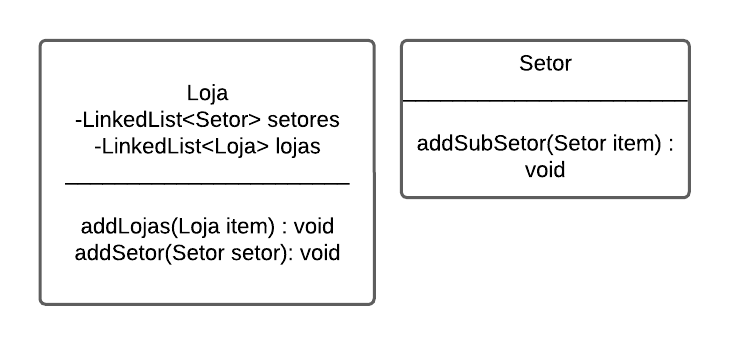 Loja
-LinkedList<Setor> setores
-LinkedList<Loja> lojas
addLojas(Loja item) : void
addSetor(Setor setor): void
Setor
addSubSetor(Setor item) :
void